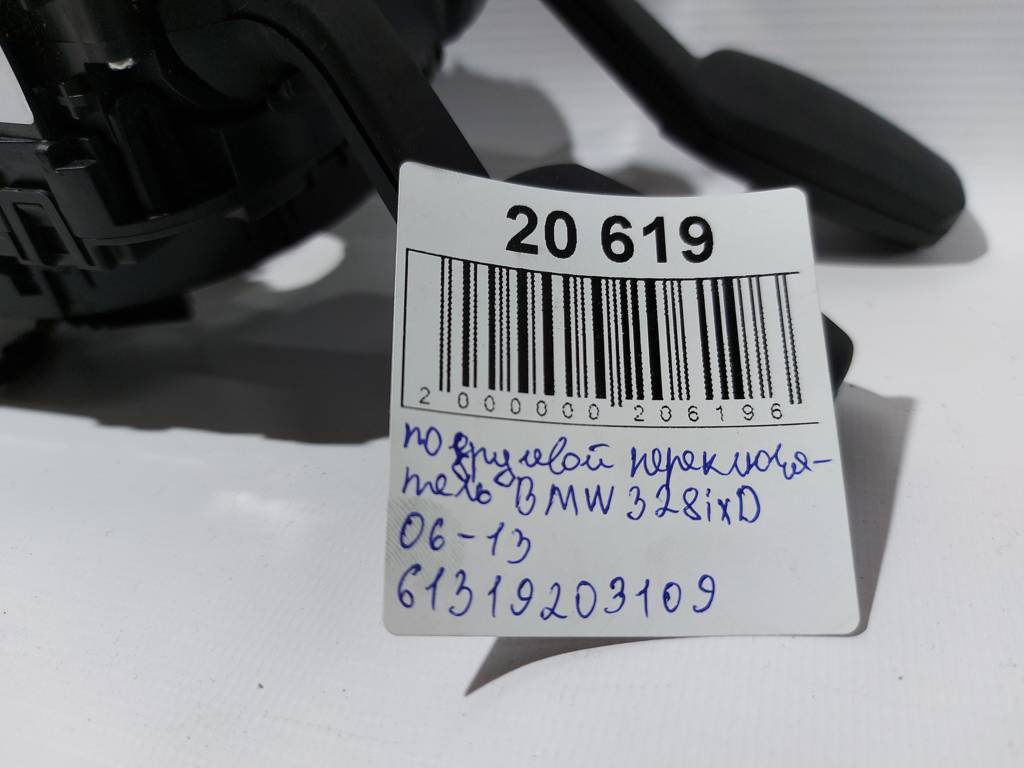 20 619
2 000000 206196
подрулевой переключа-
тель BMW 328ixD
06-13
61319203109